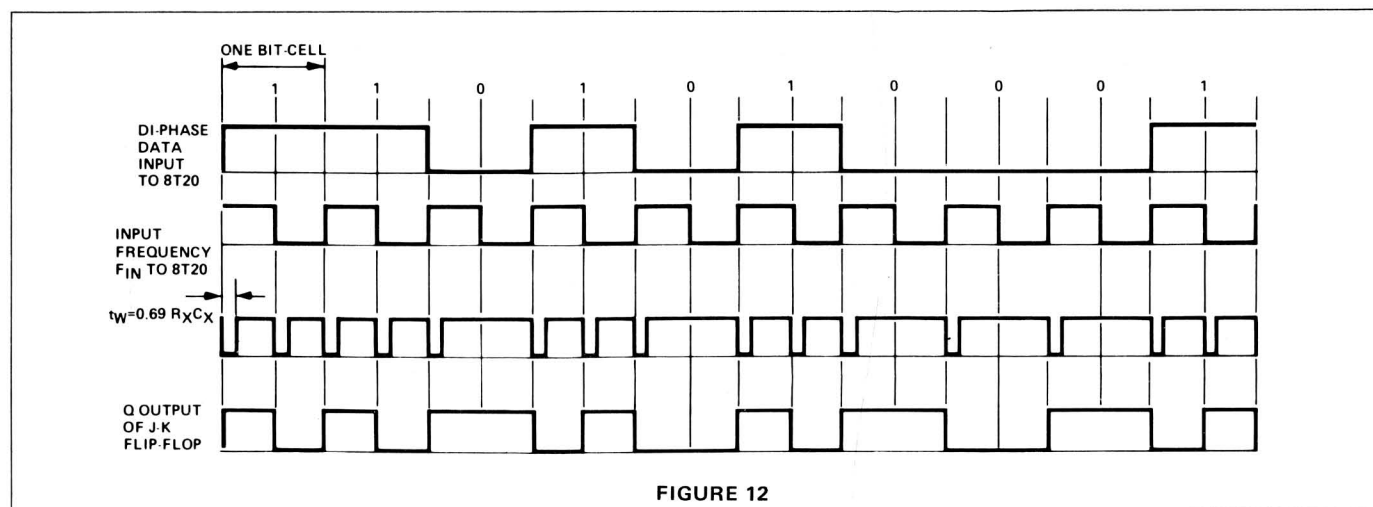 ONE BIT-CELL
1 1 0 1 0 1 0 0 0 1
DI-PHASE
DATA
INPUT
TO 8T20
INPUT
FREQUENCY
FIN TO 8T20
tW=0.69 RXCX
Q OUTPUT
OF J-K
FLIP-FLOP
FIGURE 12